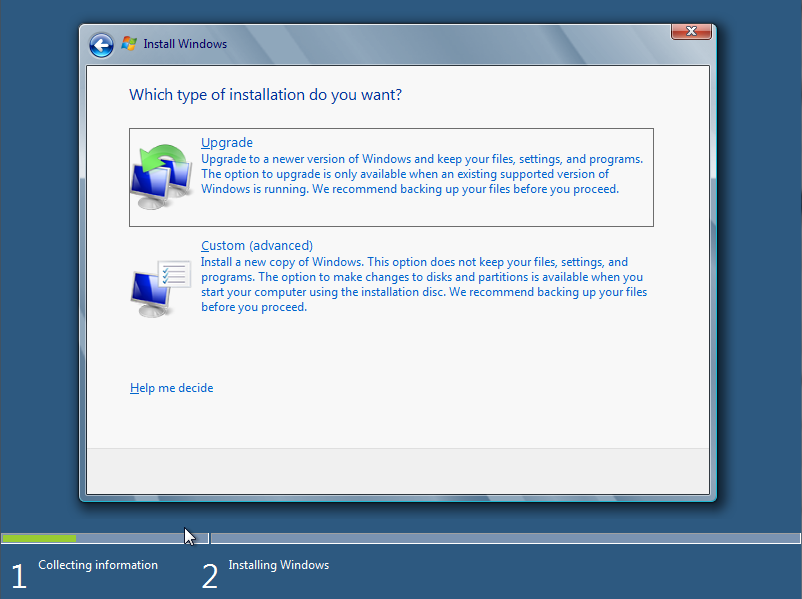 Install Windows
Which type of installation do you want?
Upgrade
Upgrade to a newer version of Windows and keep your files, settings, and programs.
The option to upgrade is only available when an existing supported version of
Windows is running. We recommend backing up your files before you proceed.
Custom (advanced)
Install a new copy of Windows. This option does not keep your files, settings, and
programs. The option to make changes to disks and partitions is available when you
start your computer using the installation disc. We recommend backing up your files
before you proceed.
Help me decide
1 Collecting information
2 Installing Windows